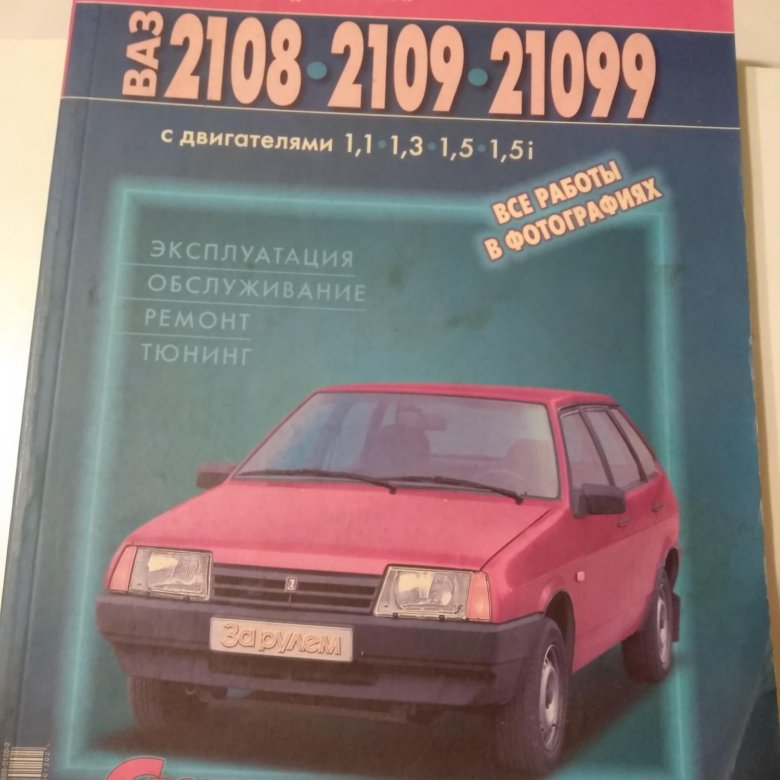 ВАЗ 2108 • 2109 • 21099
с двигателями 1,1 • 1,3 • 1,5 • 1,5i
ВСЕ РАБОТЫ
В ФОТОГРАФИЯХ
ЭКСПЛУАТАЦИЯ
ОБСЛУЖИВАНИЕ
РЕМОНТ
ТЮНИНГ
За рулем